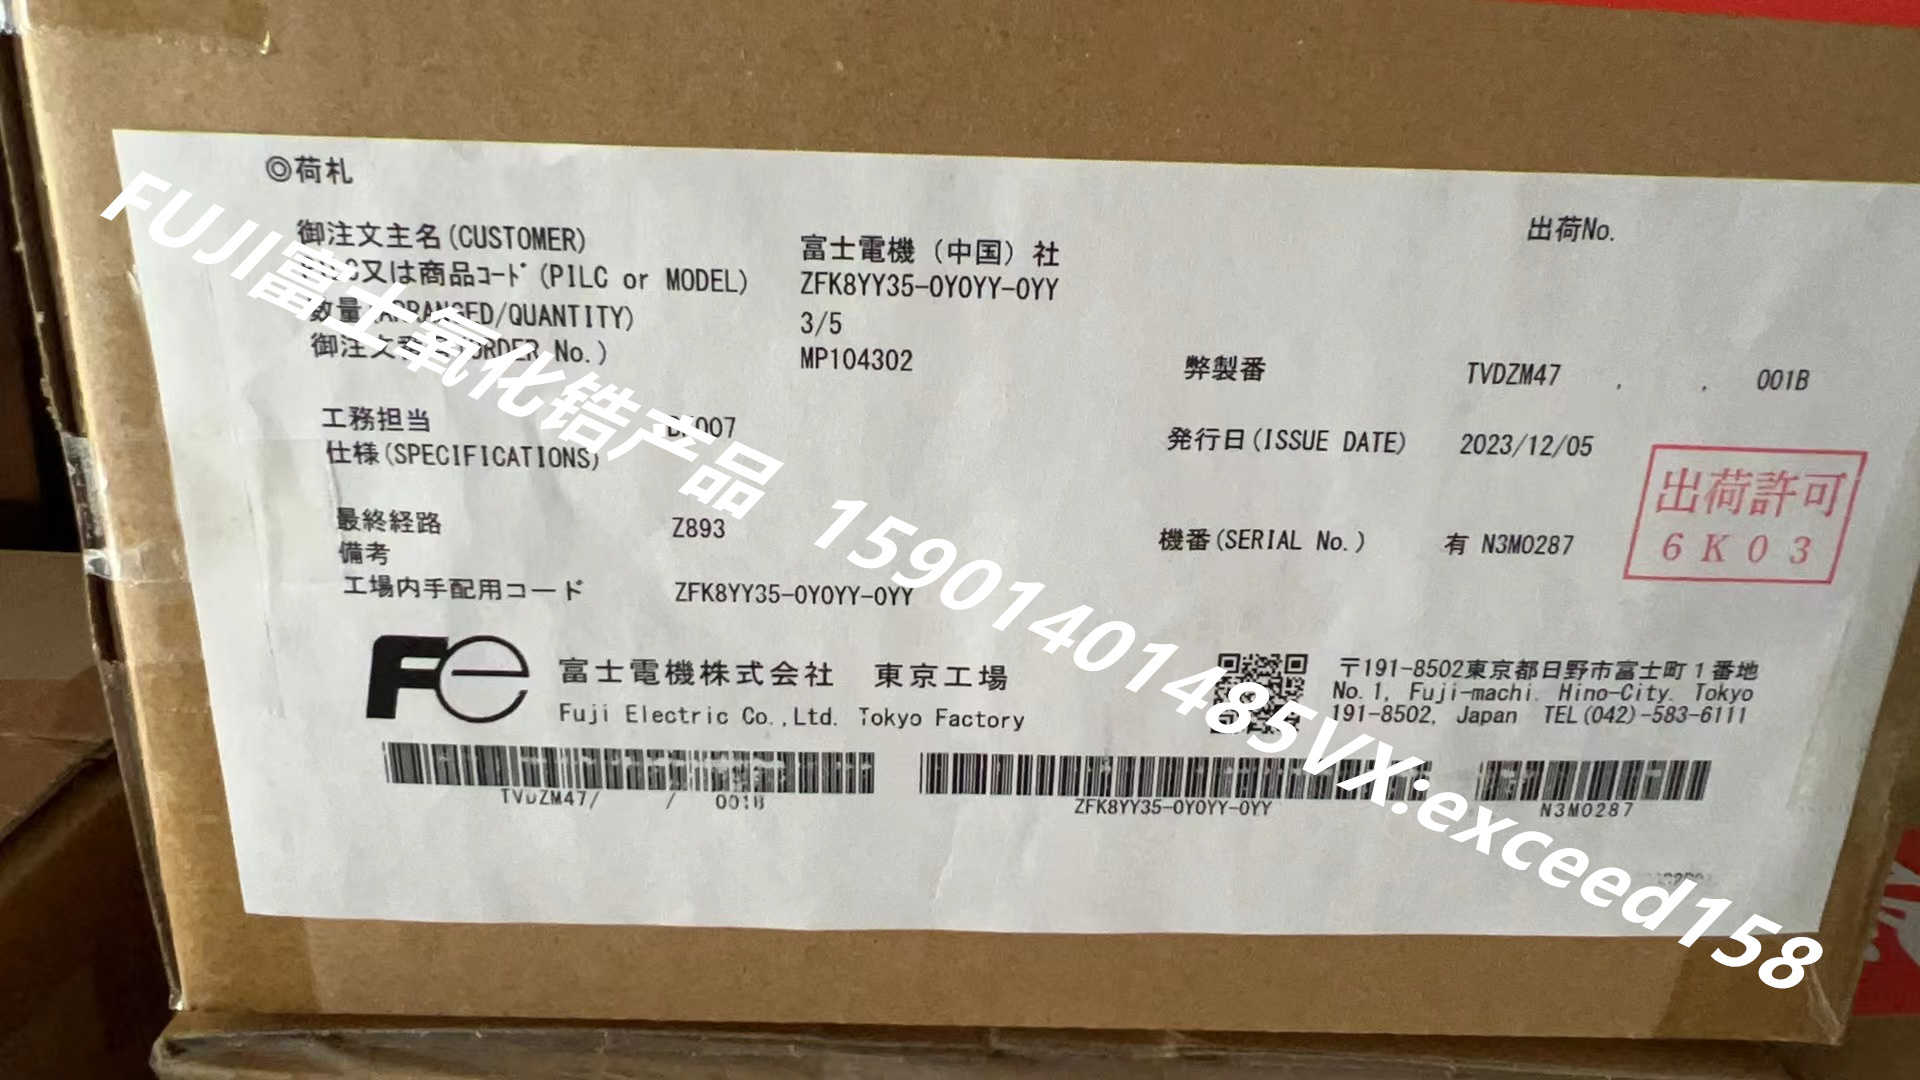 ◎荷札
出荷No.
御注文主名(CUSTOMER) 富士電機（中国）社
又は商品ｺｰﾄﾞ(PILC or MODEL) ZFK8YY35-0Y0YY-0YY
数量(ARRANGED/QUANTITY) 3/5
御注文 (ORDER No.) MP104302
弊製番 TVDZM47 , , 001B
工務担当
発行日(ISSUE DATE) 2023/12/05
仕様(SPECIFICATIONS)
出荷許可
6K03
最終経路 Z893
機番(SERIAL No.) 有 N3M0287
備考
工場内手配用コード ZFK8YY35-0Y0YY-0YY
Fe
富士電機株式会社 東京工場
Fuji Electric Co.,Ltd. Tokyo Factory
〒191-8502東京都日野市富士町1番地
No.1, Fuji-machi. Hino-City. Tokyo
191-8502, Japan TEL(042)-583-6111
TVDZM47/ / 001B
ZFK8YY35-0Y0YY-0YY
N3M0287
FUJI富士氧化锆产品 15901401485VX:exceed158